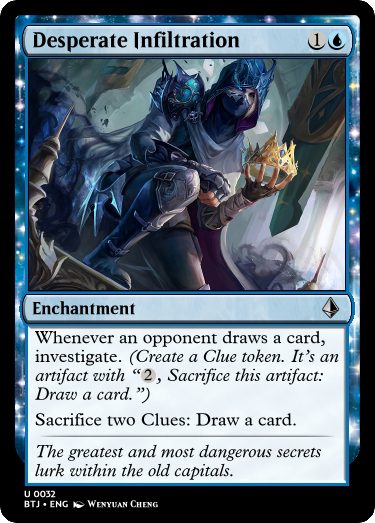 Desperate Infiltration 1
Enchantment
Whenever an opponent draws a card,
investigate. (Create a Clue token. It's an
artifact with “2, Sacrifice this artifact:
Draw a card.”)
Sacrifice two Clues: Draw a card.
The greatest and most dangerous secrets
lurk within the old capitals.
U 0032
BTJ • ENG Wenyuan Cheng